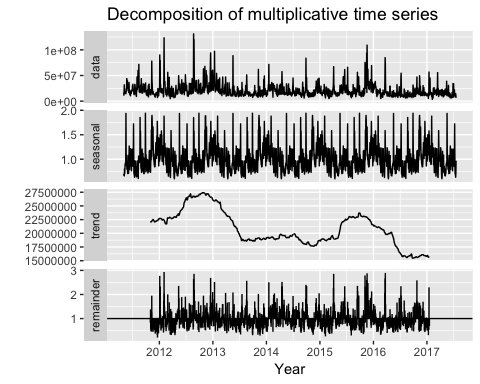 Decomposition of multiplicative time series
data
1e+08
5e+07
0e+00
seasonal
2.0
1.5
1.0
trend
27500000
25000000
22500000
20000000
17500000
15000000
remainder
3
2
1
2012 2013 2014 2015 2016 2017
Year